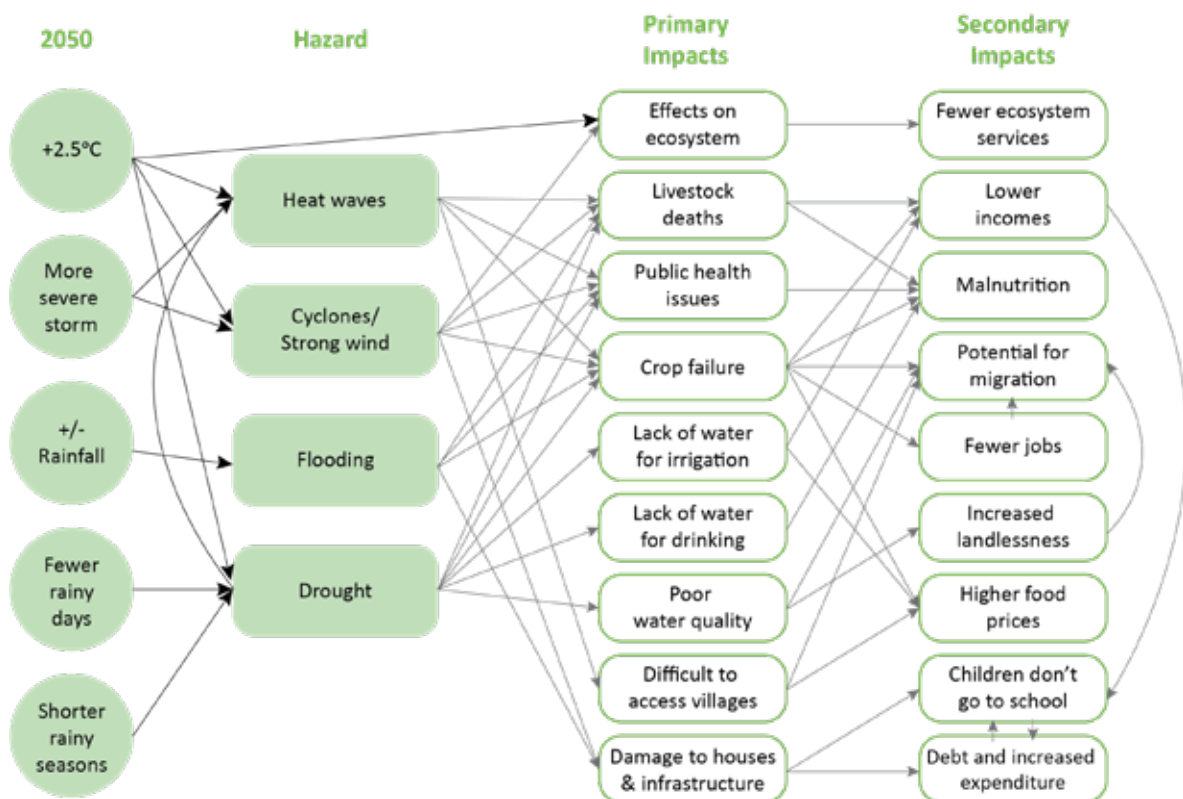 2050
Hazard
Primary
Impacts
Secondary
Impacts
+2.5°C
More
severe
storm
+/-
Rainfall
Fewer
rainy
days
Shorter
rainy
seasons
Heat waves
Cyclones/
Strong wind
Flooding
Drought
Effects on
ecosystem
Livestock
deaths
Public health
issues
Crop failure
Lack of water
for irrigation
Lack of water
for drinking
Poor
water quality
Difficult to
access villages
Damage to houses
& infrastructure
Fewer ecosystem
services
Lower
incomes
Malnutrition
Potential for
migration
Fewer jobs
Increased
landlessness
Higher food
prices
Children don't
go to school
Debt and increased
expenditure